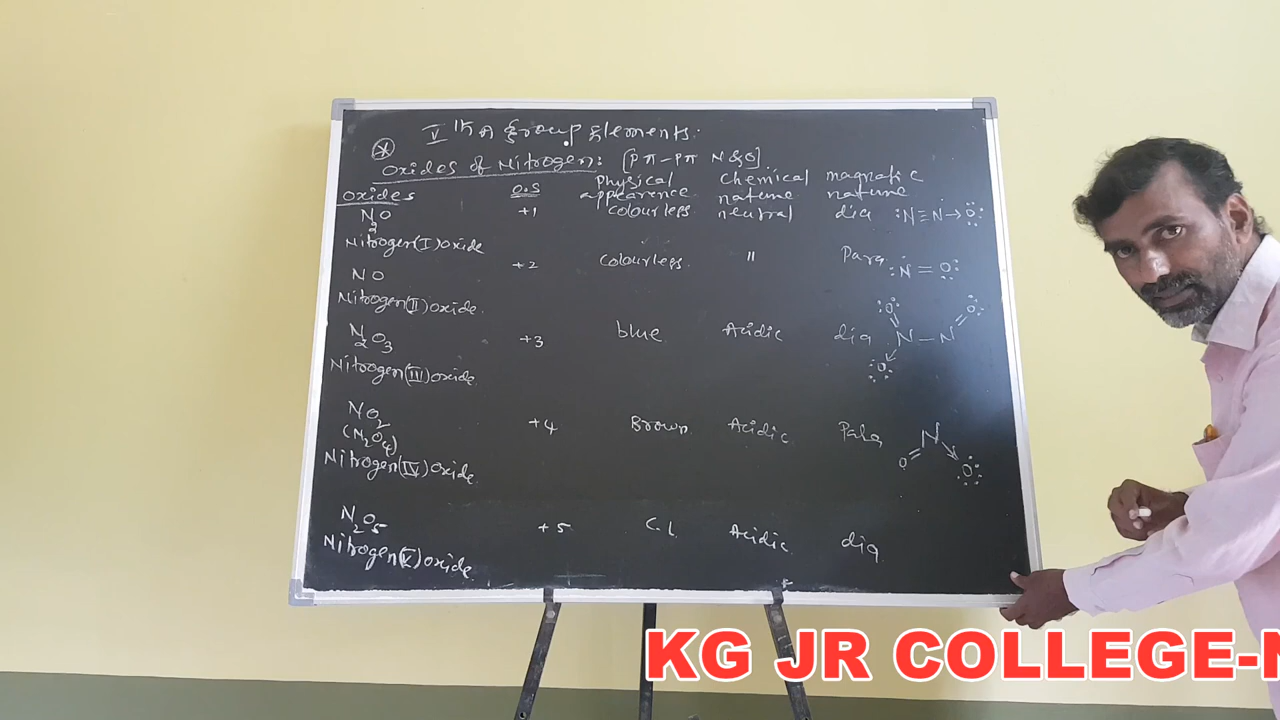 V th A group Elements.
Oxides of Nitrogen: [Pπ-Pπ N & O]
Oxides O.S physical appearence chemical nature magnatic nature
N2O +1 colourless neutral dia :N≡N→O:
Nitrogen(I)oxide
NO +2 colourless " Para :N=O:
Nitrogen(II)oxide.
N2O3 +3 blue Acidic dia O N–N O O
Nitrogen(III)oxide.
NO2 +4 Brown Acidic Para N
(N2O4) O O
Nitrogen(IV)oxide.
N2O5 +5 C.L Acidic dia
Nitrogen(V)oxide.
KG JR COLLEGE-N